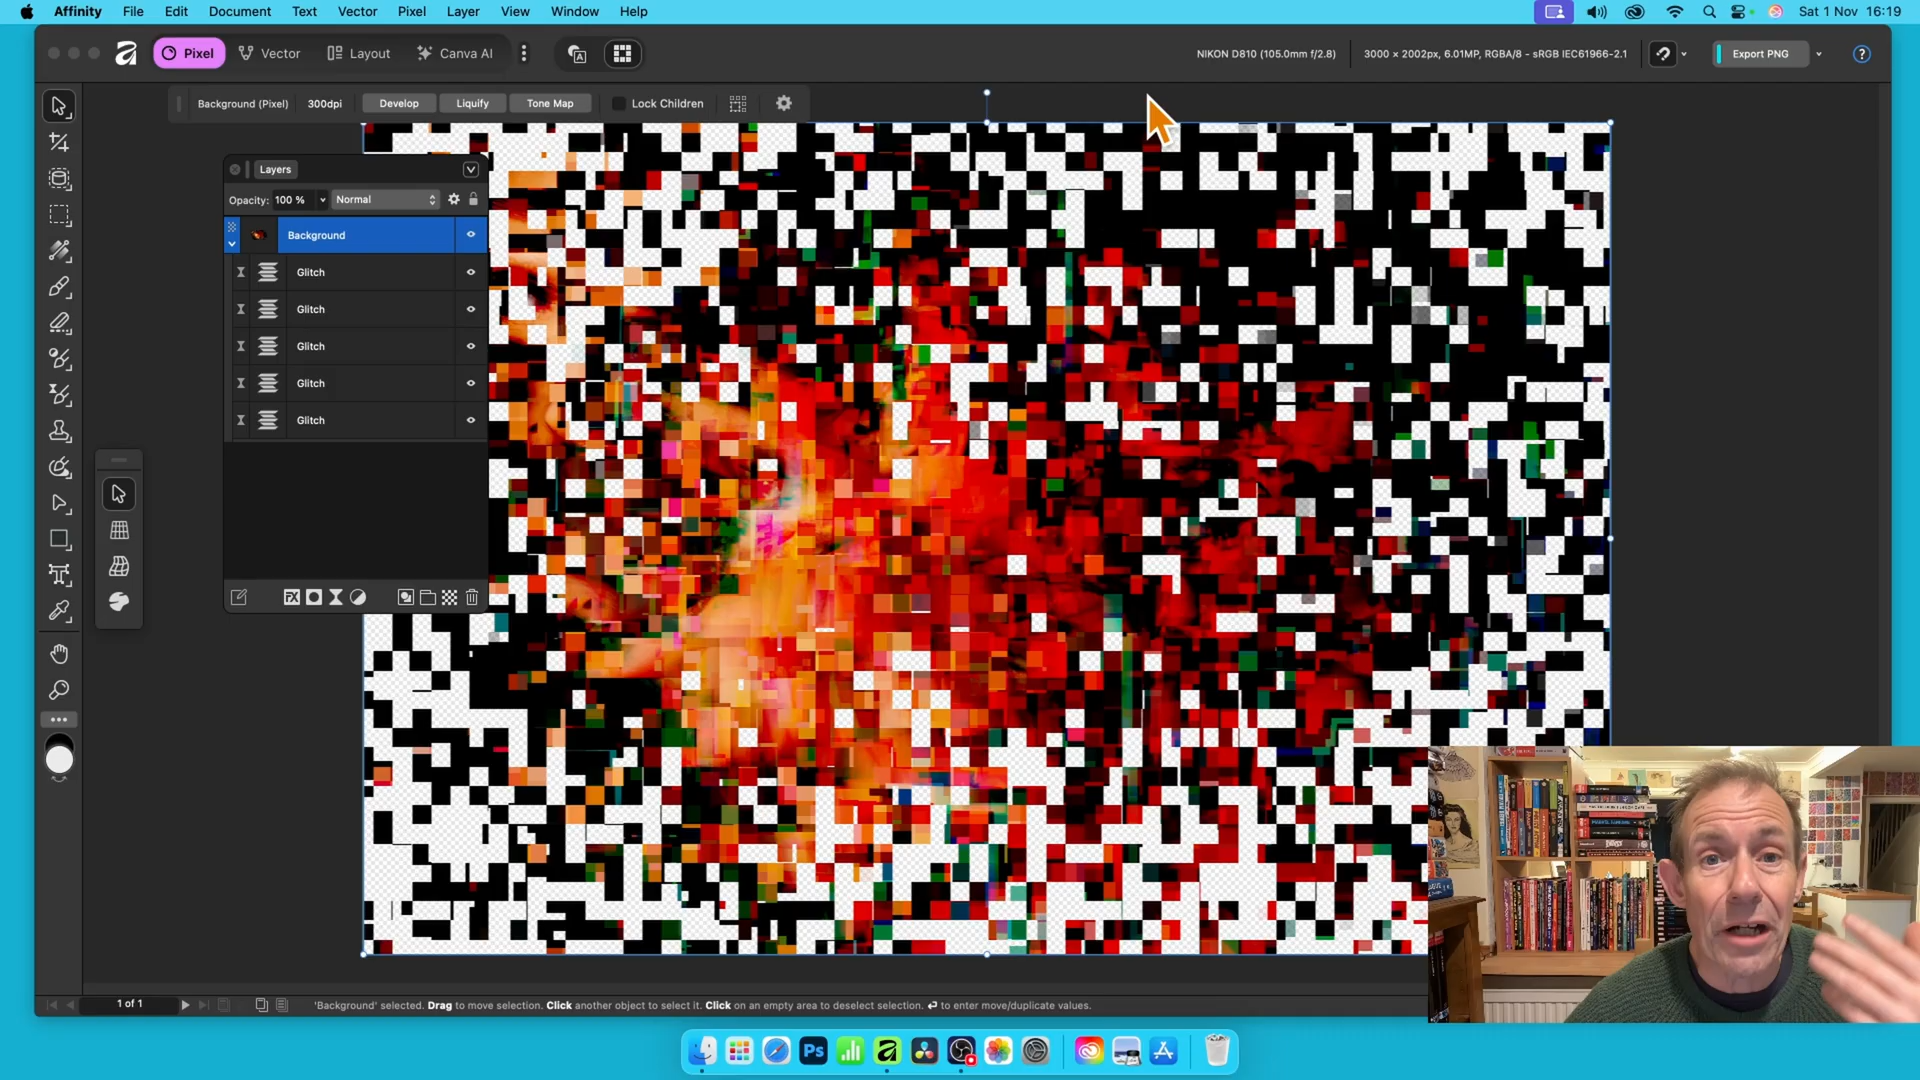 Affinity File Edit Document Text Vector Pixel Layer View Window Help Sat 1 Nov 16:19
Pixel Vector Layout Canva AI NIKON D810 (105.0mm f/2.8) 3000 × 2002px, 6.01MP, RGBA/8 - sRGB IEC61966-2.1 Export PNG ?
Background (Pixel) 300dpi Develop Liquify Tone Map Lock Children
Layers
Opacity: 100 % Normal
Background
Glitch
Glitch
Glitch
Glitch
Glitch
FX
1 of 1 'Background' selected. Drag to move selection. Click another object to select it. Click on an empty area to deselect selection. ↵ to enter move/duplicate values.
Ps